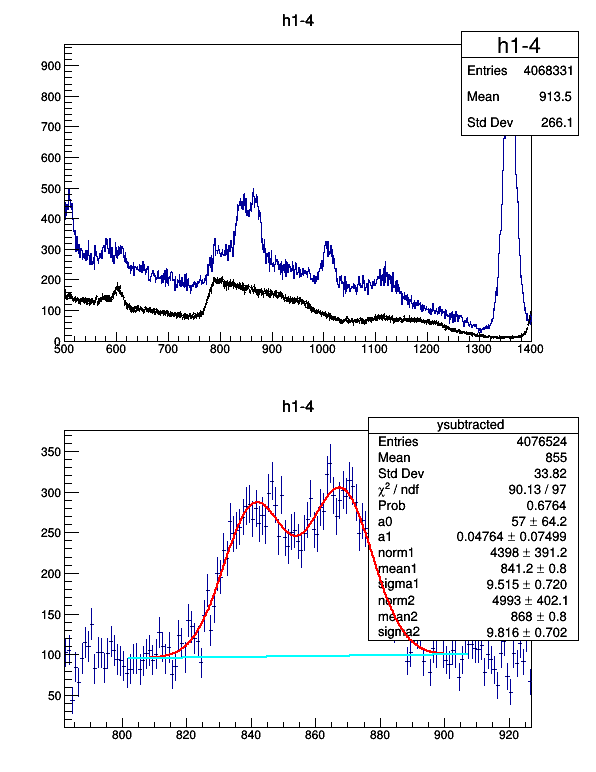 h1-4
h1-4
Entries 4068331
Mean 913.5
Std Dev 266.1
900
800
700
600
500
400
300
200
100
0
500 600 700 800 900 1000 1100 1200 1300 1400
h1-4
ysubtracted
Entries 4076524
Mean 855
Std Dev 33.82
χ² / ndf 90.13 / 97
Prob 0.6764
a0 57 ± 64.2
a1 0.04764 ± 0.07499
norm1 4398 ± 391.2
mean1 841.2 ± 0.8
sigma1 9.515 ± 0.720
norm2 4993 ± 402.1
mean2 868 ± 0.8
sigma2 9.816 ± 0.702
350
300
250
200
150
100
50
800 820 840 860 880 900 920